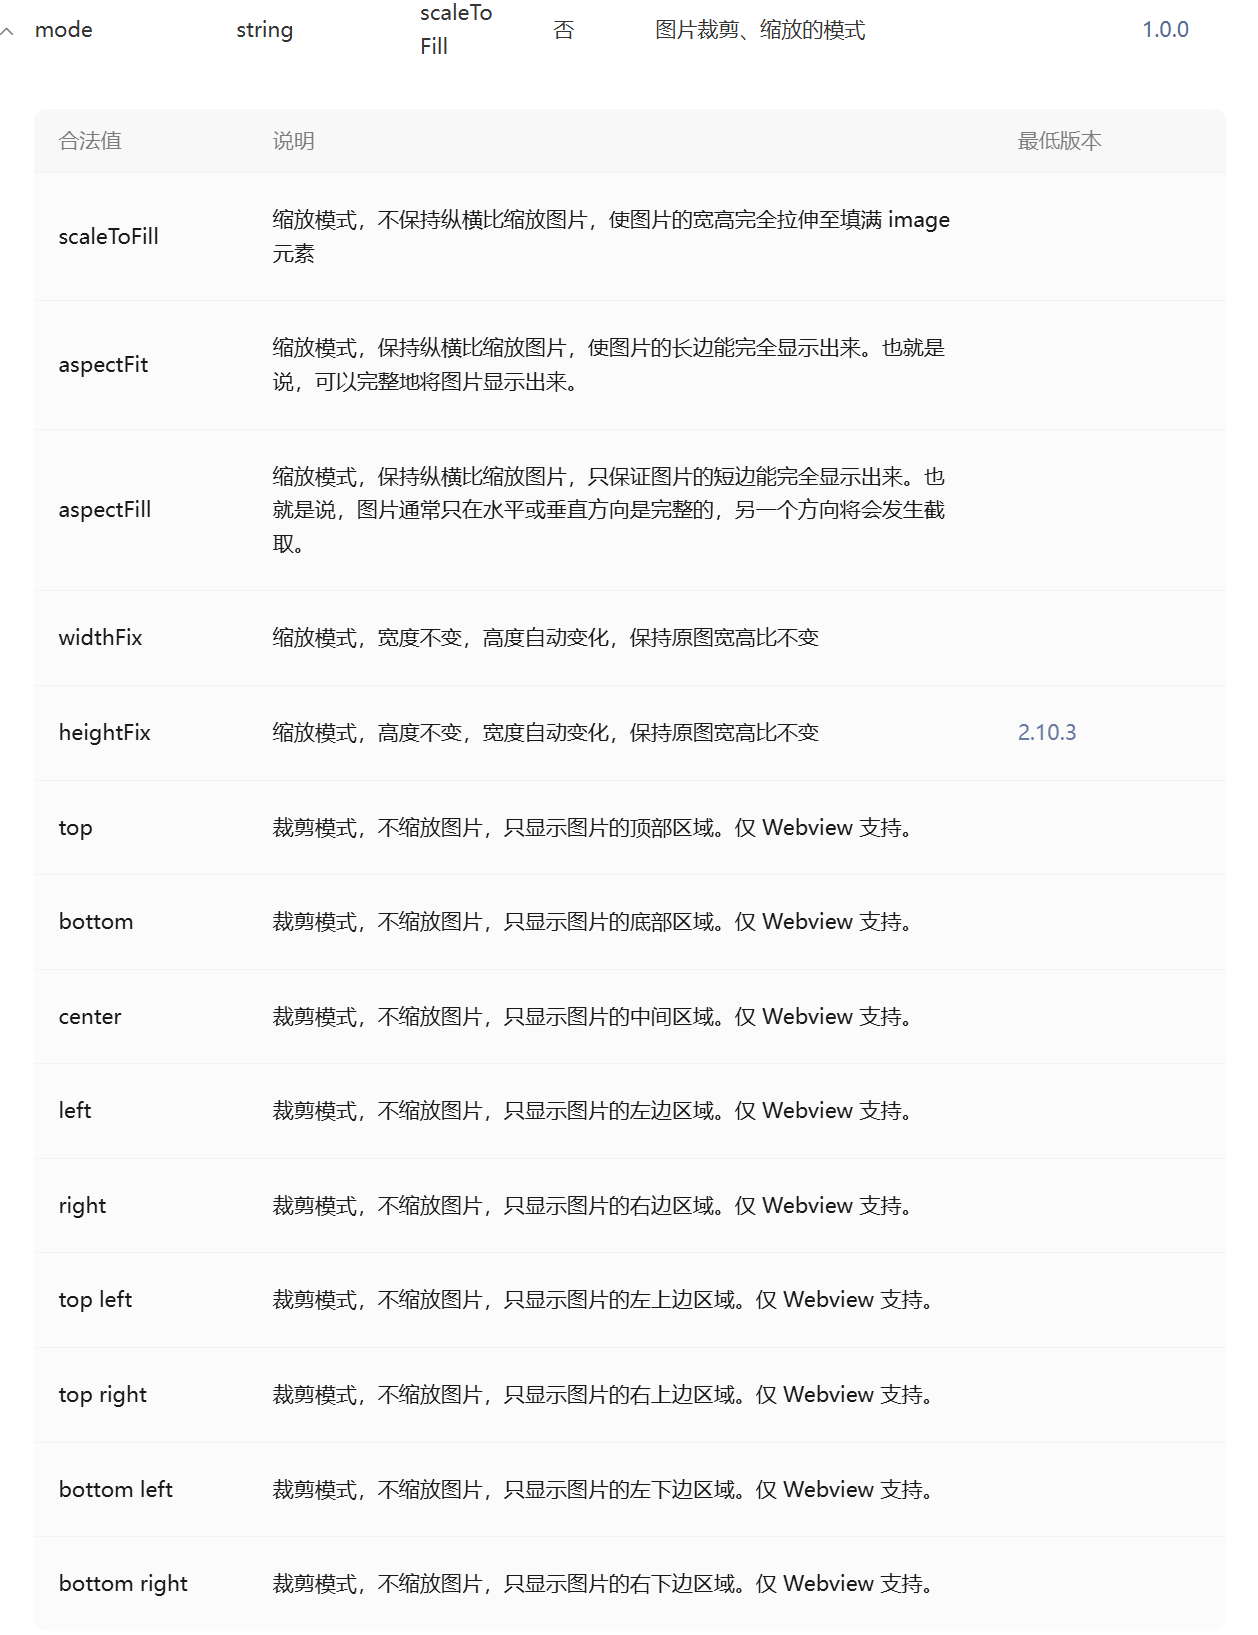 mode string scaleTo 否 图片裁剪、缩放的模式 1.0.0
Fill
合法值 说明 最低版本
scaleToFill 缩放模式，不保持纵横比缩放图片，使图片的宽高完全拉伸至填满 image
元素
aspectFit 缩放模式，保持纵横比缩放图片，使图片的长边能完全显示出来。也就是
说，可以完整地将图片显示出来。
aspectFill 缩放模式，保持纵横比缩放图片，只保证图片的短边能完全显示出来。也
就是说，图片通常只在水平或垂直方向是完整的，另一个方向将会发生截
取。
widthFix 缩放模式，宽度不变，高度自动变化，保持原图宽高比不变
heightFix 缩放模式，高度不变，宽度自动变化，保持原图宽高比不变 2.10.3
top 裁剪模式，不缩放图片，只显示图片的顶部区域。仅 Webview 支持。
bottom 裁剪模式，不缩放图片，只显示图片的底部区域。仅 Webview 支持。
center 裁剪模式，不缩放图片，只显示图片的中间区域。仅 Webview 支持。
left 裁剪模式，不缩放图片，只显示图片的左边区域。仅 Webview 支持。
right 裁剪模式，不缩放图片，只显示图片的右边区域。仅 Webview 支持。
top left 裁剪模式，不缩放图片，只显示图片的左上边区域。仅 Webview 支持。
top right 裁剪模式，不缩放图片，只显示图片的右上边区域。仅 Webview 支持。
bottom left 裁剪模式，不缩放图片，只显示图片的左下边区域。仅 Webview 支持。
bottom right 裁剪模式，不缩放图片，只显示图片的右下边区域。仅 Webview 支持。